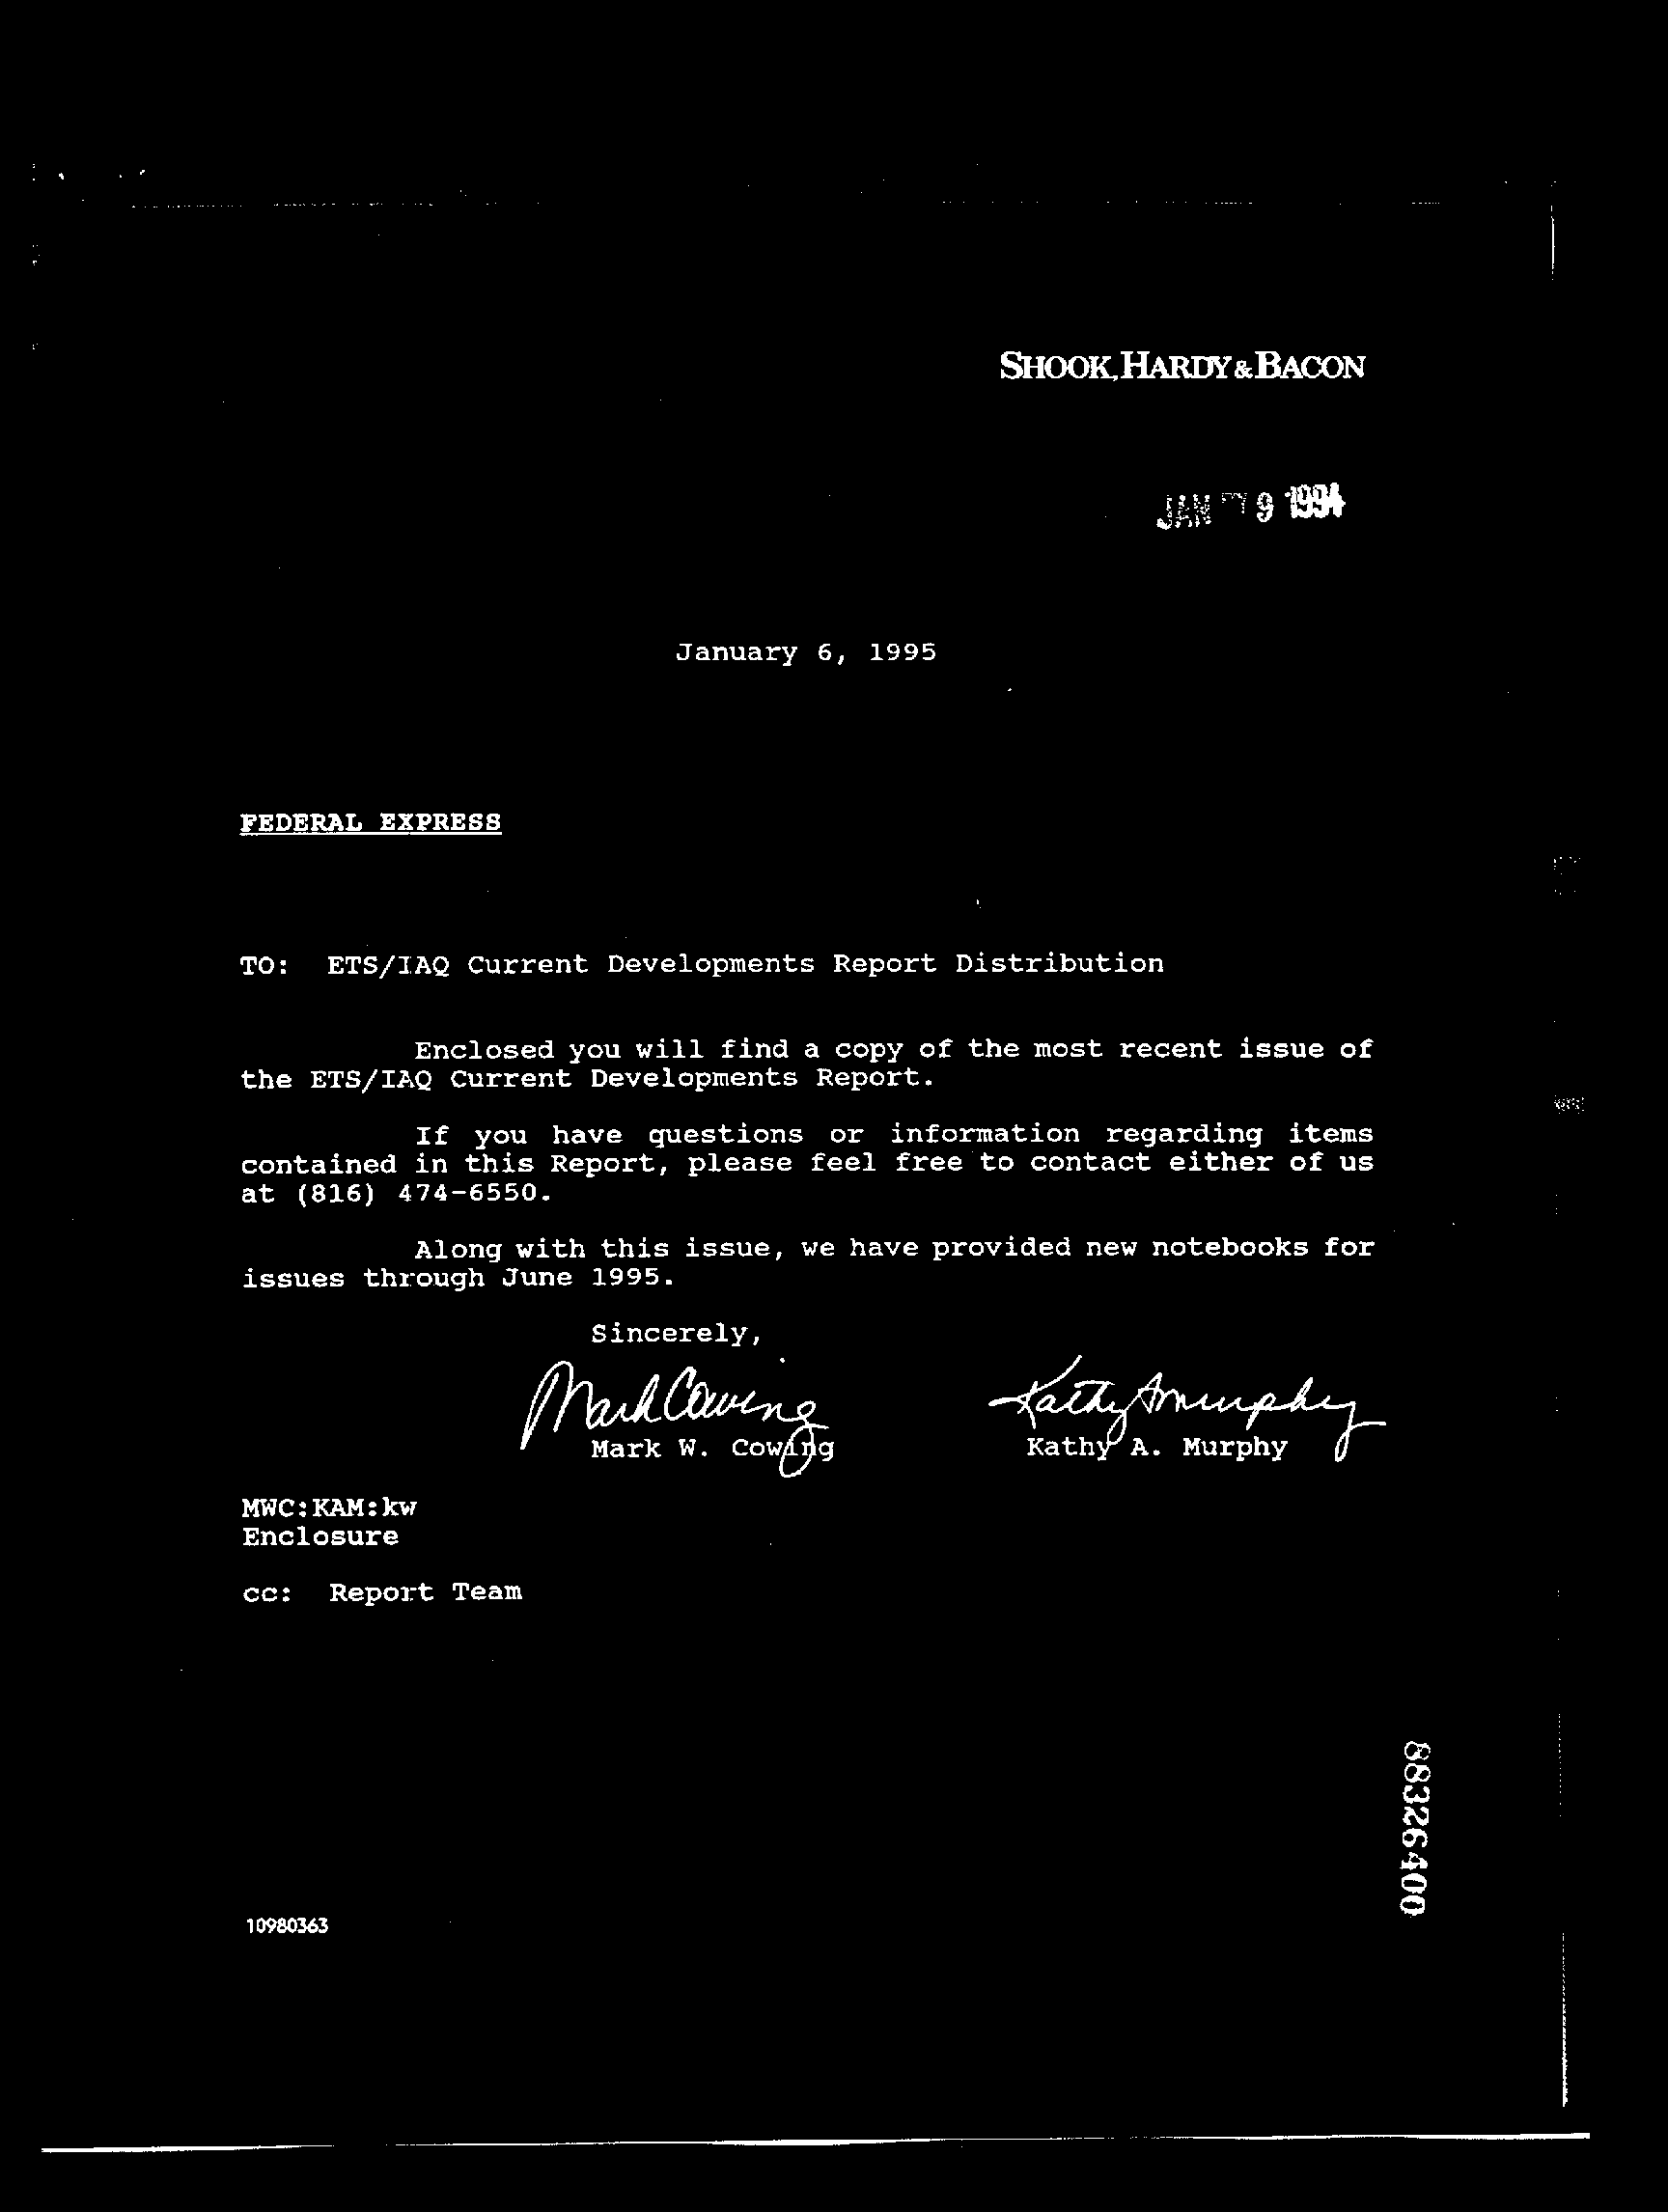 SHOOK, HARDY & BACON
JAN 9 1994
January 6, 1995
FEDERAL EXPRESS
TO: ETS/IAQ Current Developments Report Distribution
Enclosed you will find a copy of the most recent issue of
the ETS/IAQ Current Developments Report.
If you have questions or information regarding items
contained in this Report, please feel free to contact either of us
at (816) 474-6550.
Along with this issue, we have provided new notebooks for
issues through June 1995.
Sincerely,
Mark Cowing
Kathy A Murphy
Mark W. Cowing
Kathy A. Murphy
MWC:KAM:kw
Enclosure
cc: Report Team
88326400
10980363